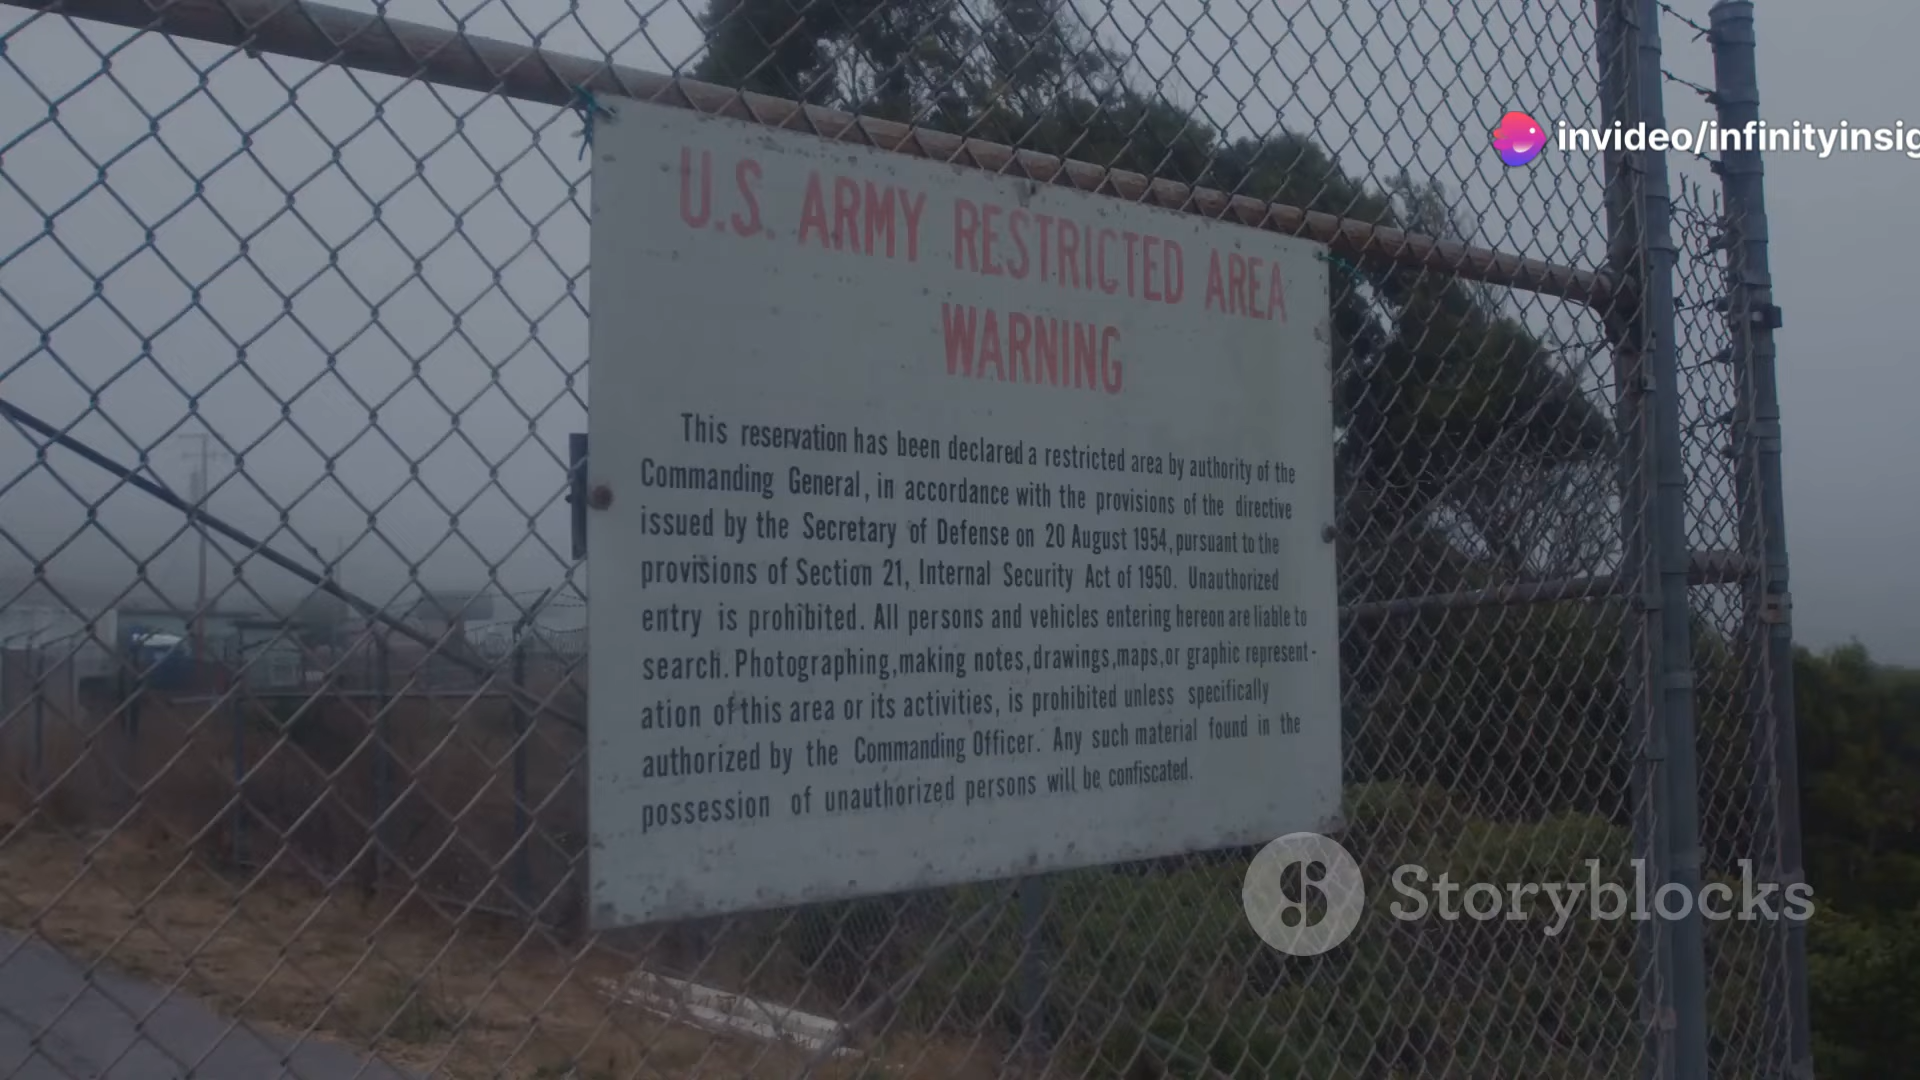 invideo/infinityinsig
U.S. ARMY RESTRICTED AREA
WARNING
This reservation has been declared a restricted area by authority of the
Commanding General, in accordance with the provisions of the directive
issued by the Secretary of Defense on 20 August 1954, pursuant to the
provisions of Section 21, Internal Security Act of 1950. Unauthorized
entry is prohibited. All persons and vehicles entering hereon are liable to
search. Photographing, making notes, drawings, maps, or graphic represent-
ation of this area or its activities, is prohibited unless specifically
authorized by the Commanding Officer. Any such material found in the
possession of unauthorized persons will be confiscated.
Storyblocks